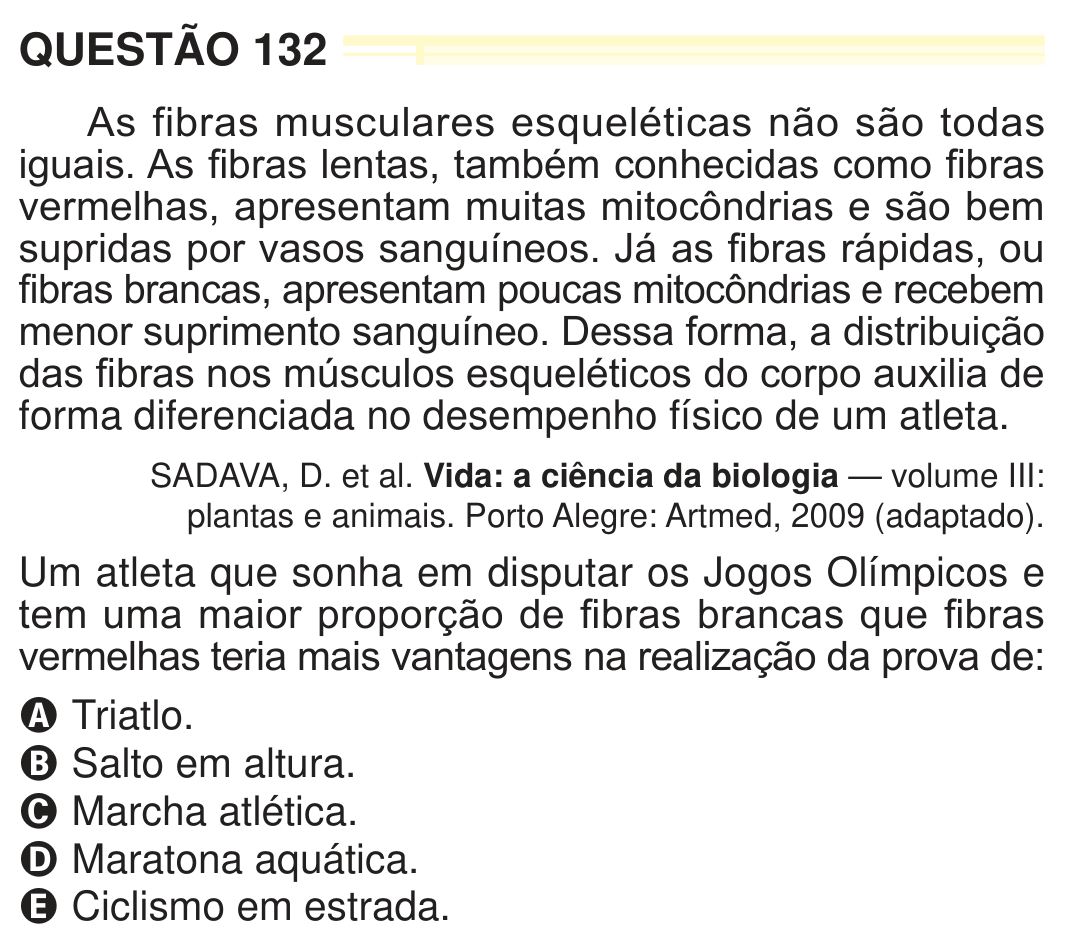 QUESTÃO 132
As fibras musculares esqueléticas não são todas
iguais. As fibras lentas, também conhecidas como fibras
vermelhas, apresentam muitas mitocôndrias e são bem
supridas por vasos sanguíneos. Já as fibras rápidas, ou
fibras brancas, apresentam poucas mitocôndrias e recebem
menor suprimento sanguíneo. Dessa forma, a distribuição
das fibras nos músculos esqueléticos do corpo auxilia de
forma diferenciada no desempenho físico de um atleta.
SADAVA, D. et al. Vida: a ciência da biologia — volume III:
plantas e animais. Porto Alegre: Artmed, 2009 (adaptado).
Um atleta que sonha em disputar os Jogos Olímpicos e
tem uma maior proporção de fibras brancas que fibras
vermelhas teria mais vantagens na realização da prova de:
A Triatlo.
B Salto em altura.
C Marcha atlética.
D Maratona aquática.
E Ciclismo em estrada.